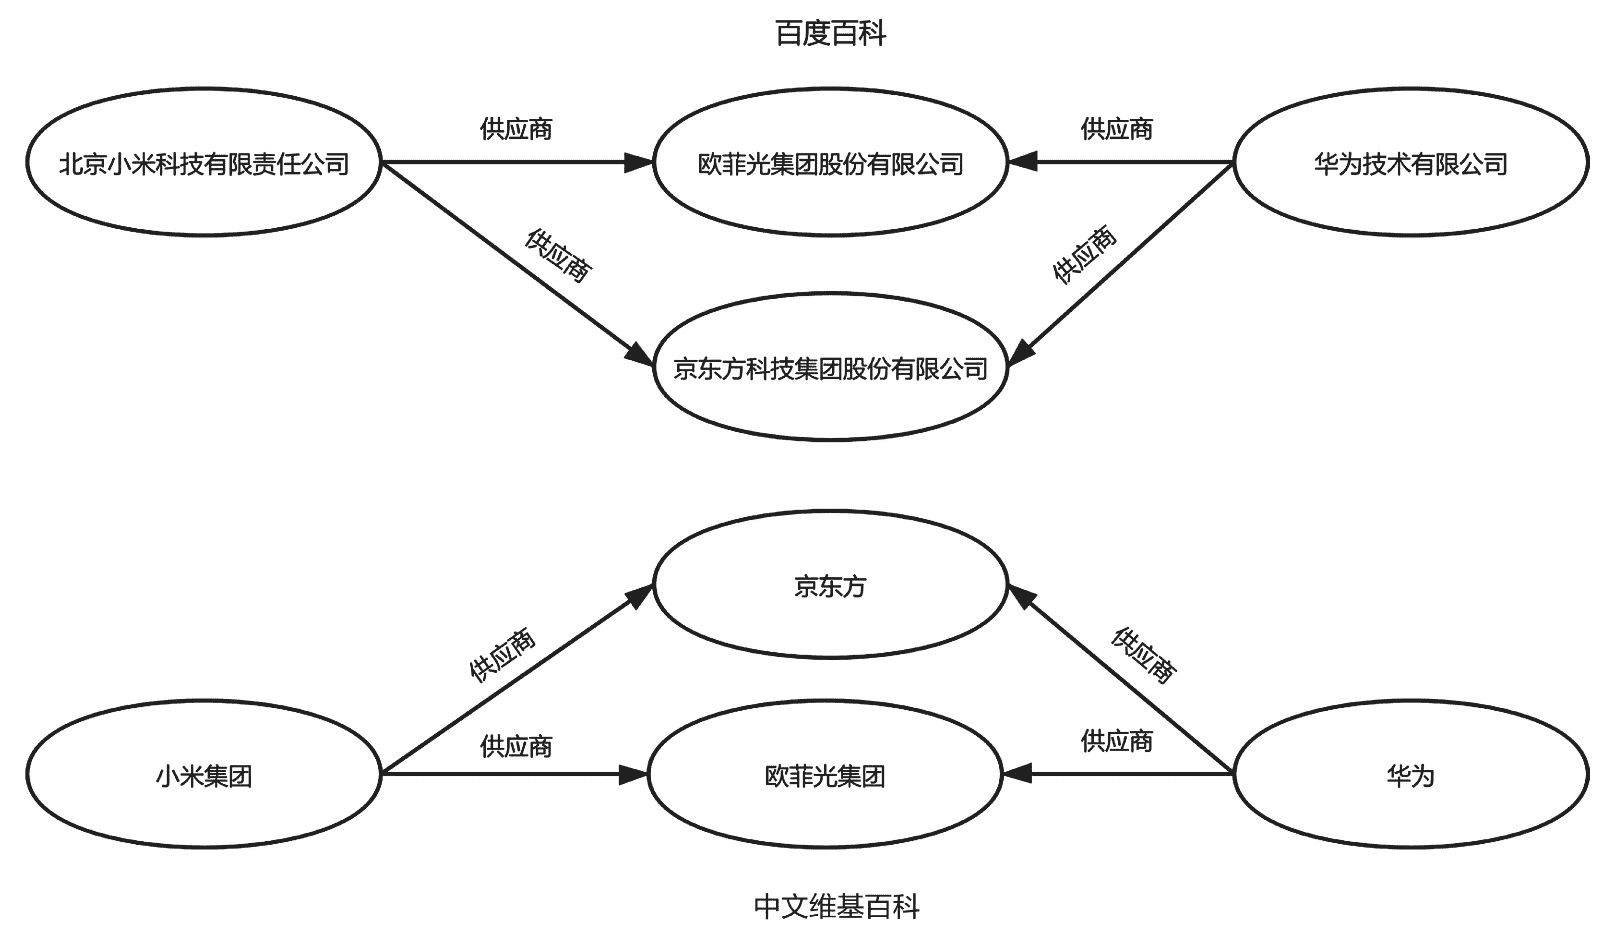 百度百科
供应商
供应商
北京小米科技有限责任公司
欧菲光集团股份有限公司
华为技术有限公司
供应商
供应商
京东方科技集团股份有限公司
京东方
供应商
供应商
供应商
供应商
小米集团
欧菲光集团
华为
中文维基百科